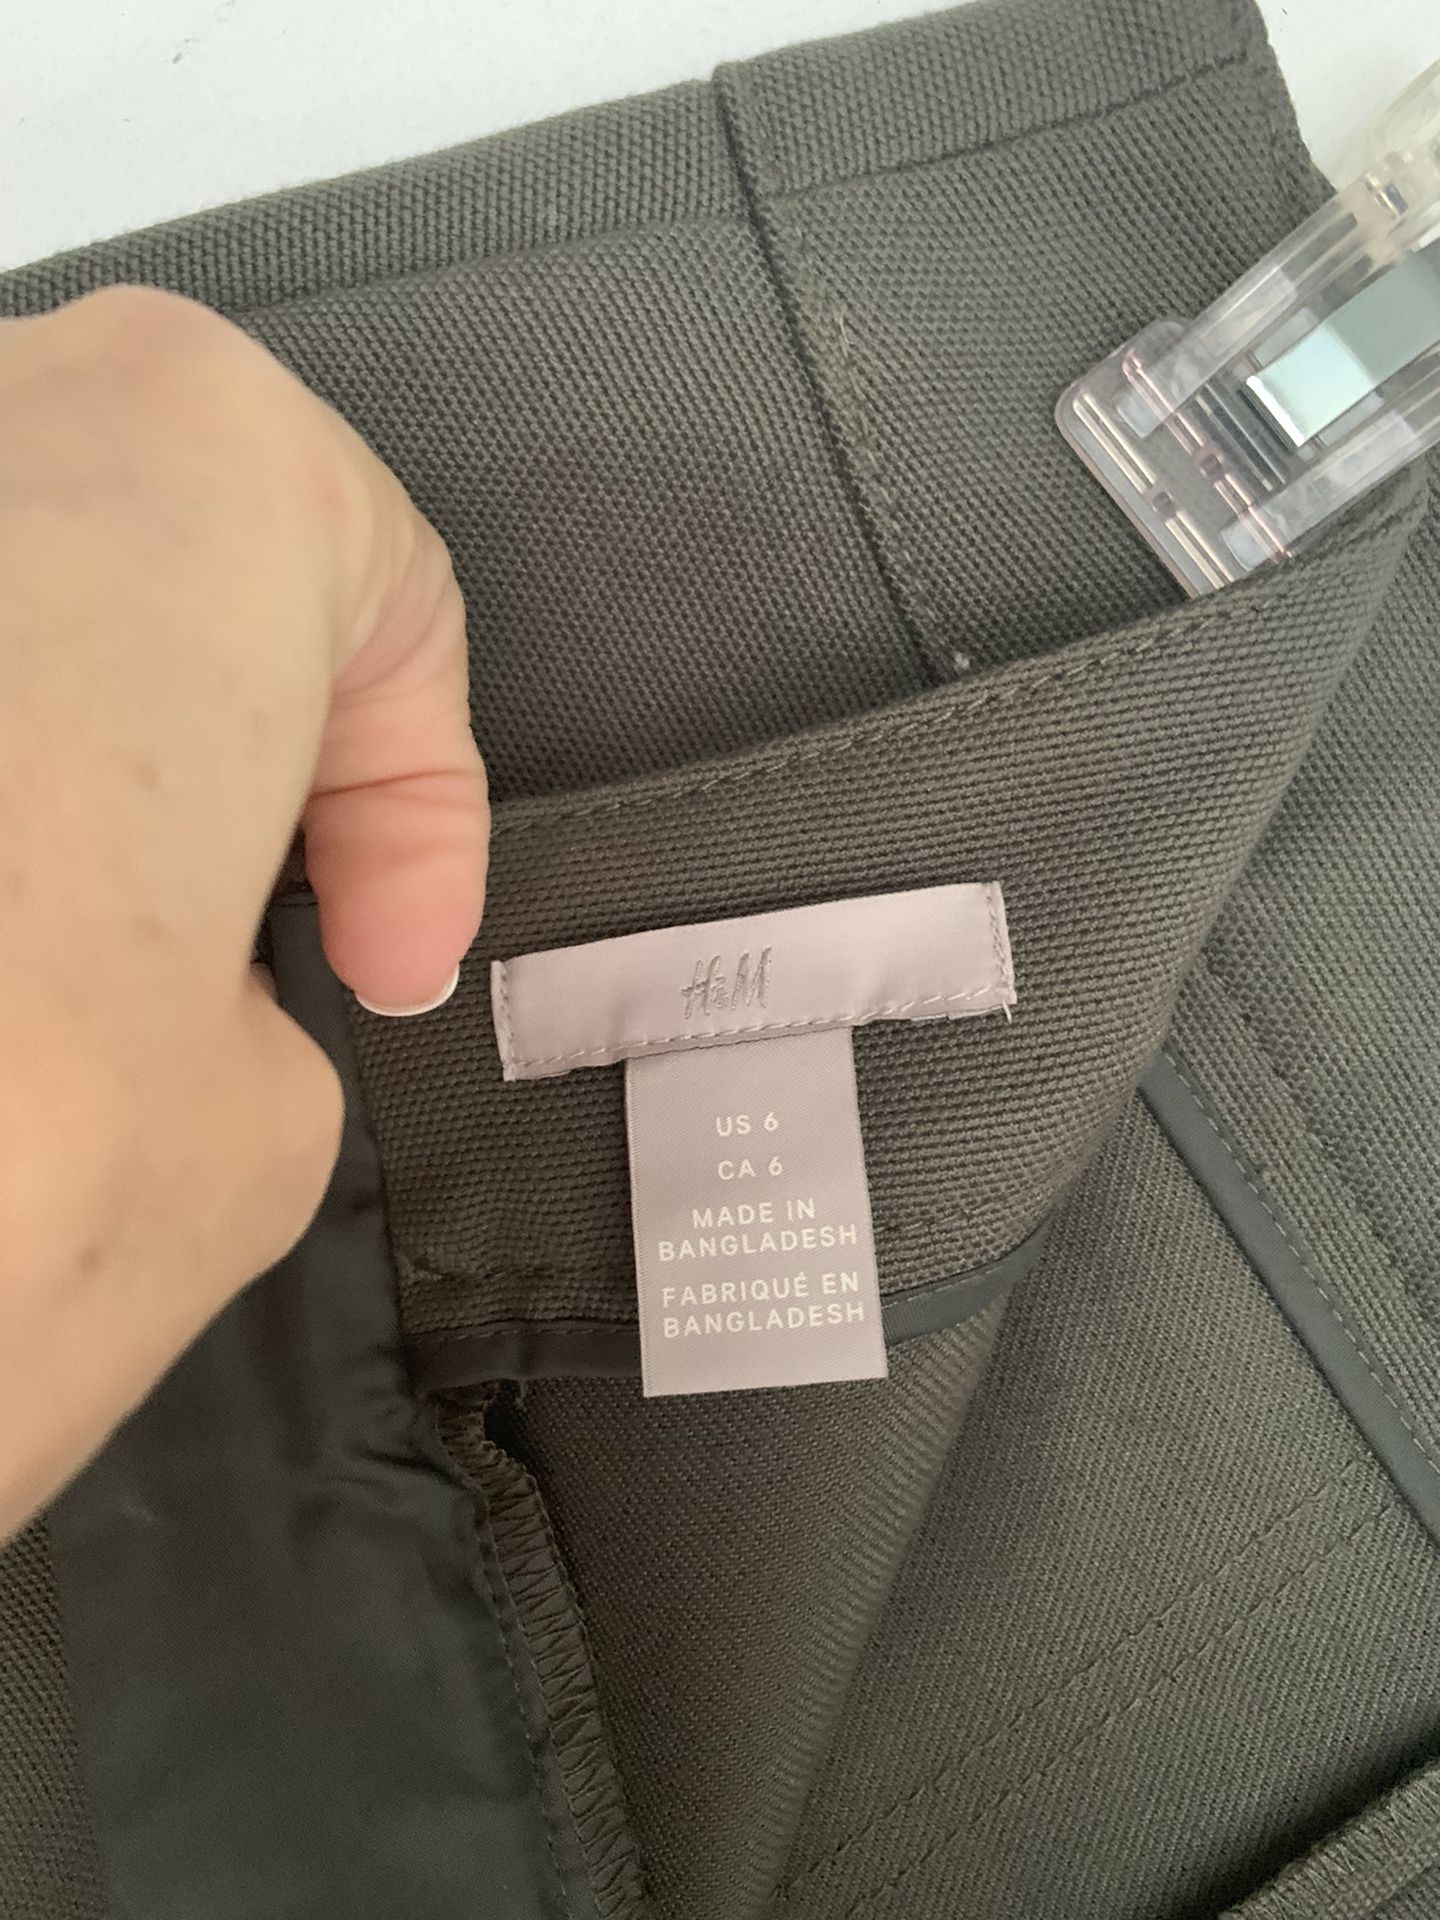 H&M
US 6
CA 6
MADE IN
BANGLADESH
FABRIQUÉ EN
BANGLADESH